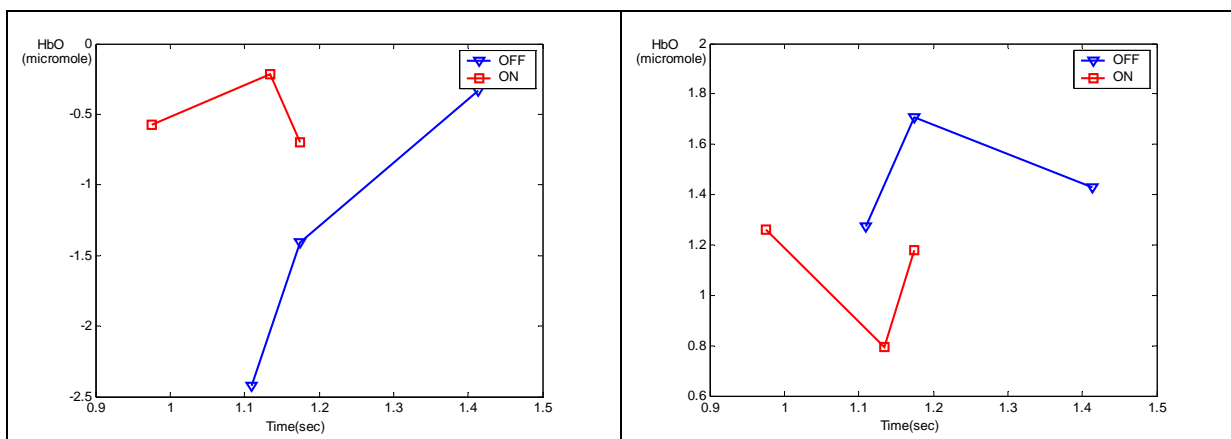 HbO
(micromole)
0
-0.5
-1
-1.5
-2
-2.5
0.9 1 1.1 1.2 1.3 1.4 1.5
Time(sec)
OFF
ON
HbO
(micromole)
2
1.8
1.6
1.4
1.2
1
0.8
0.6
0.9 1 1.1 1.2 1.3 1.4 1.5
Time(sec)
OFF
ON